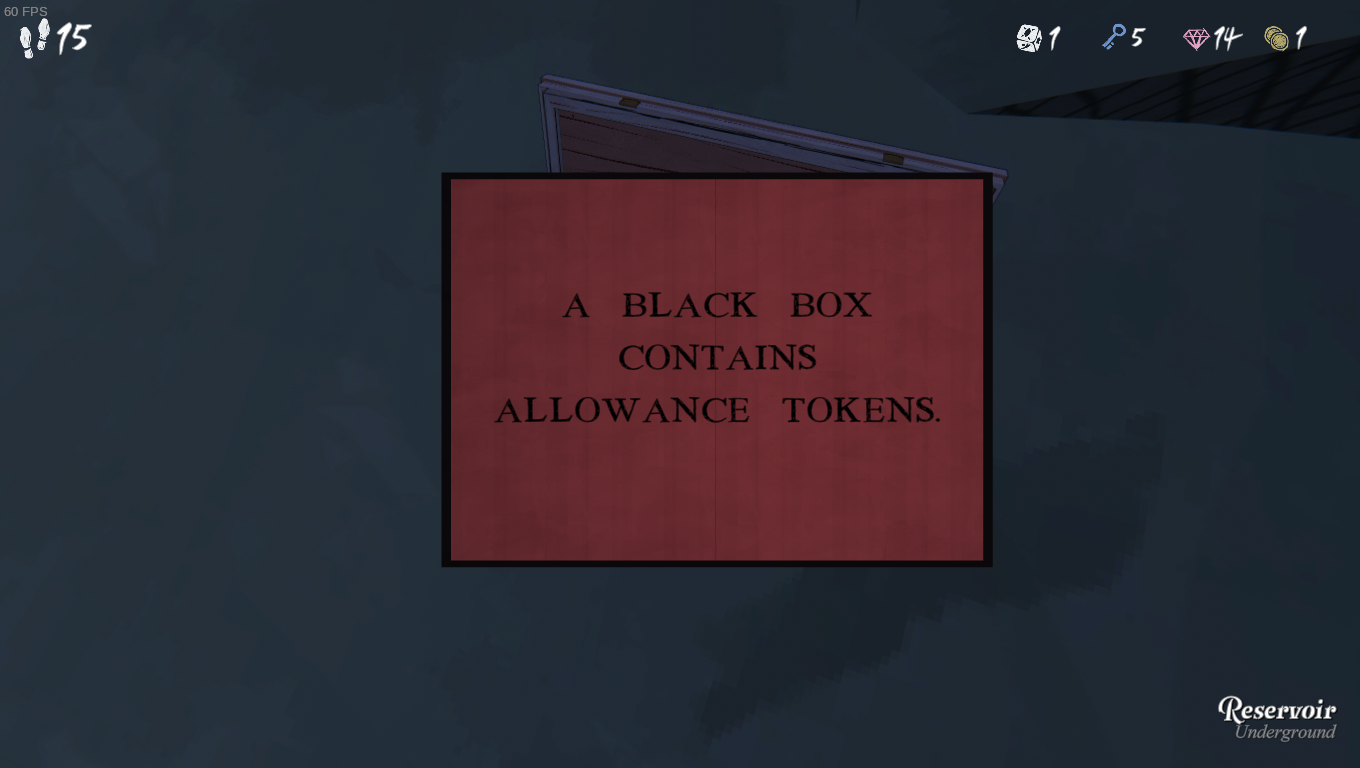 60 FPS
15
1 5 14 1
A BLACK BOX
CONTAINS
ALLOWANCE TOKENS.
Reservoir
Underground